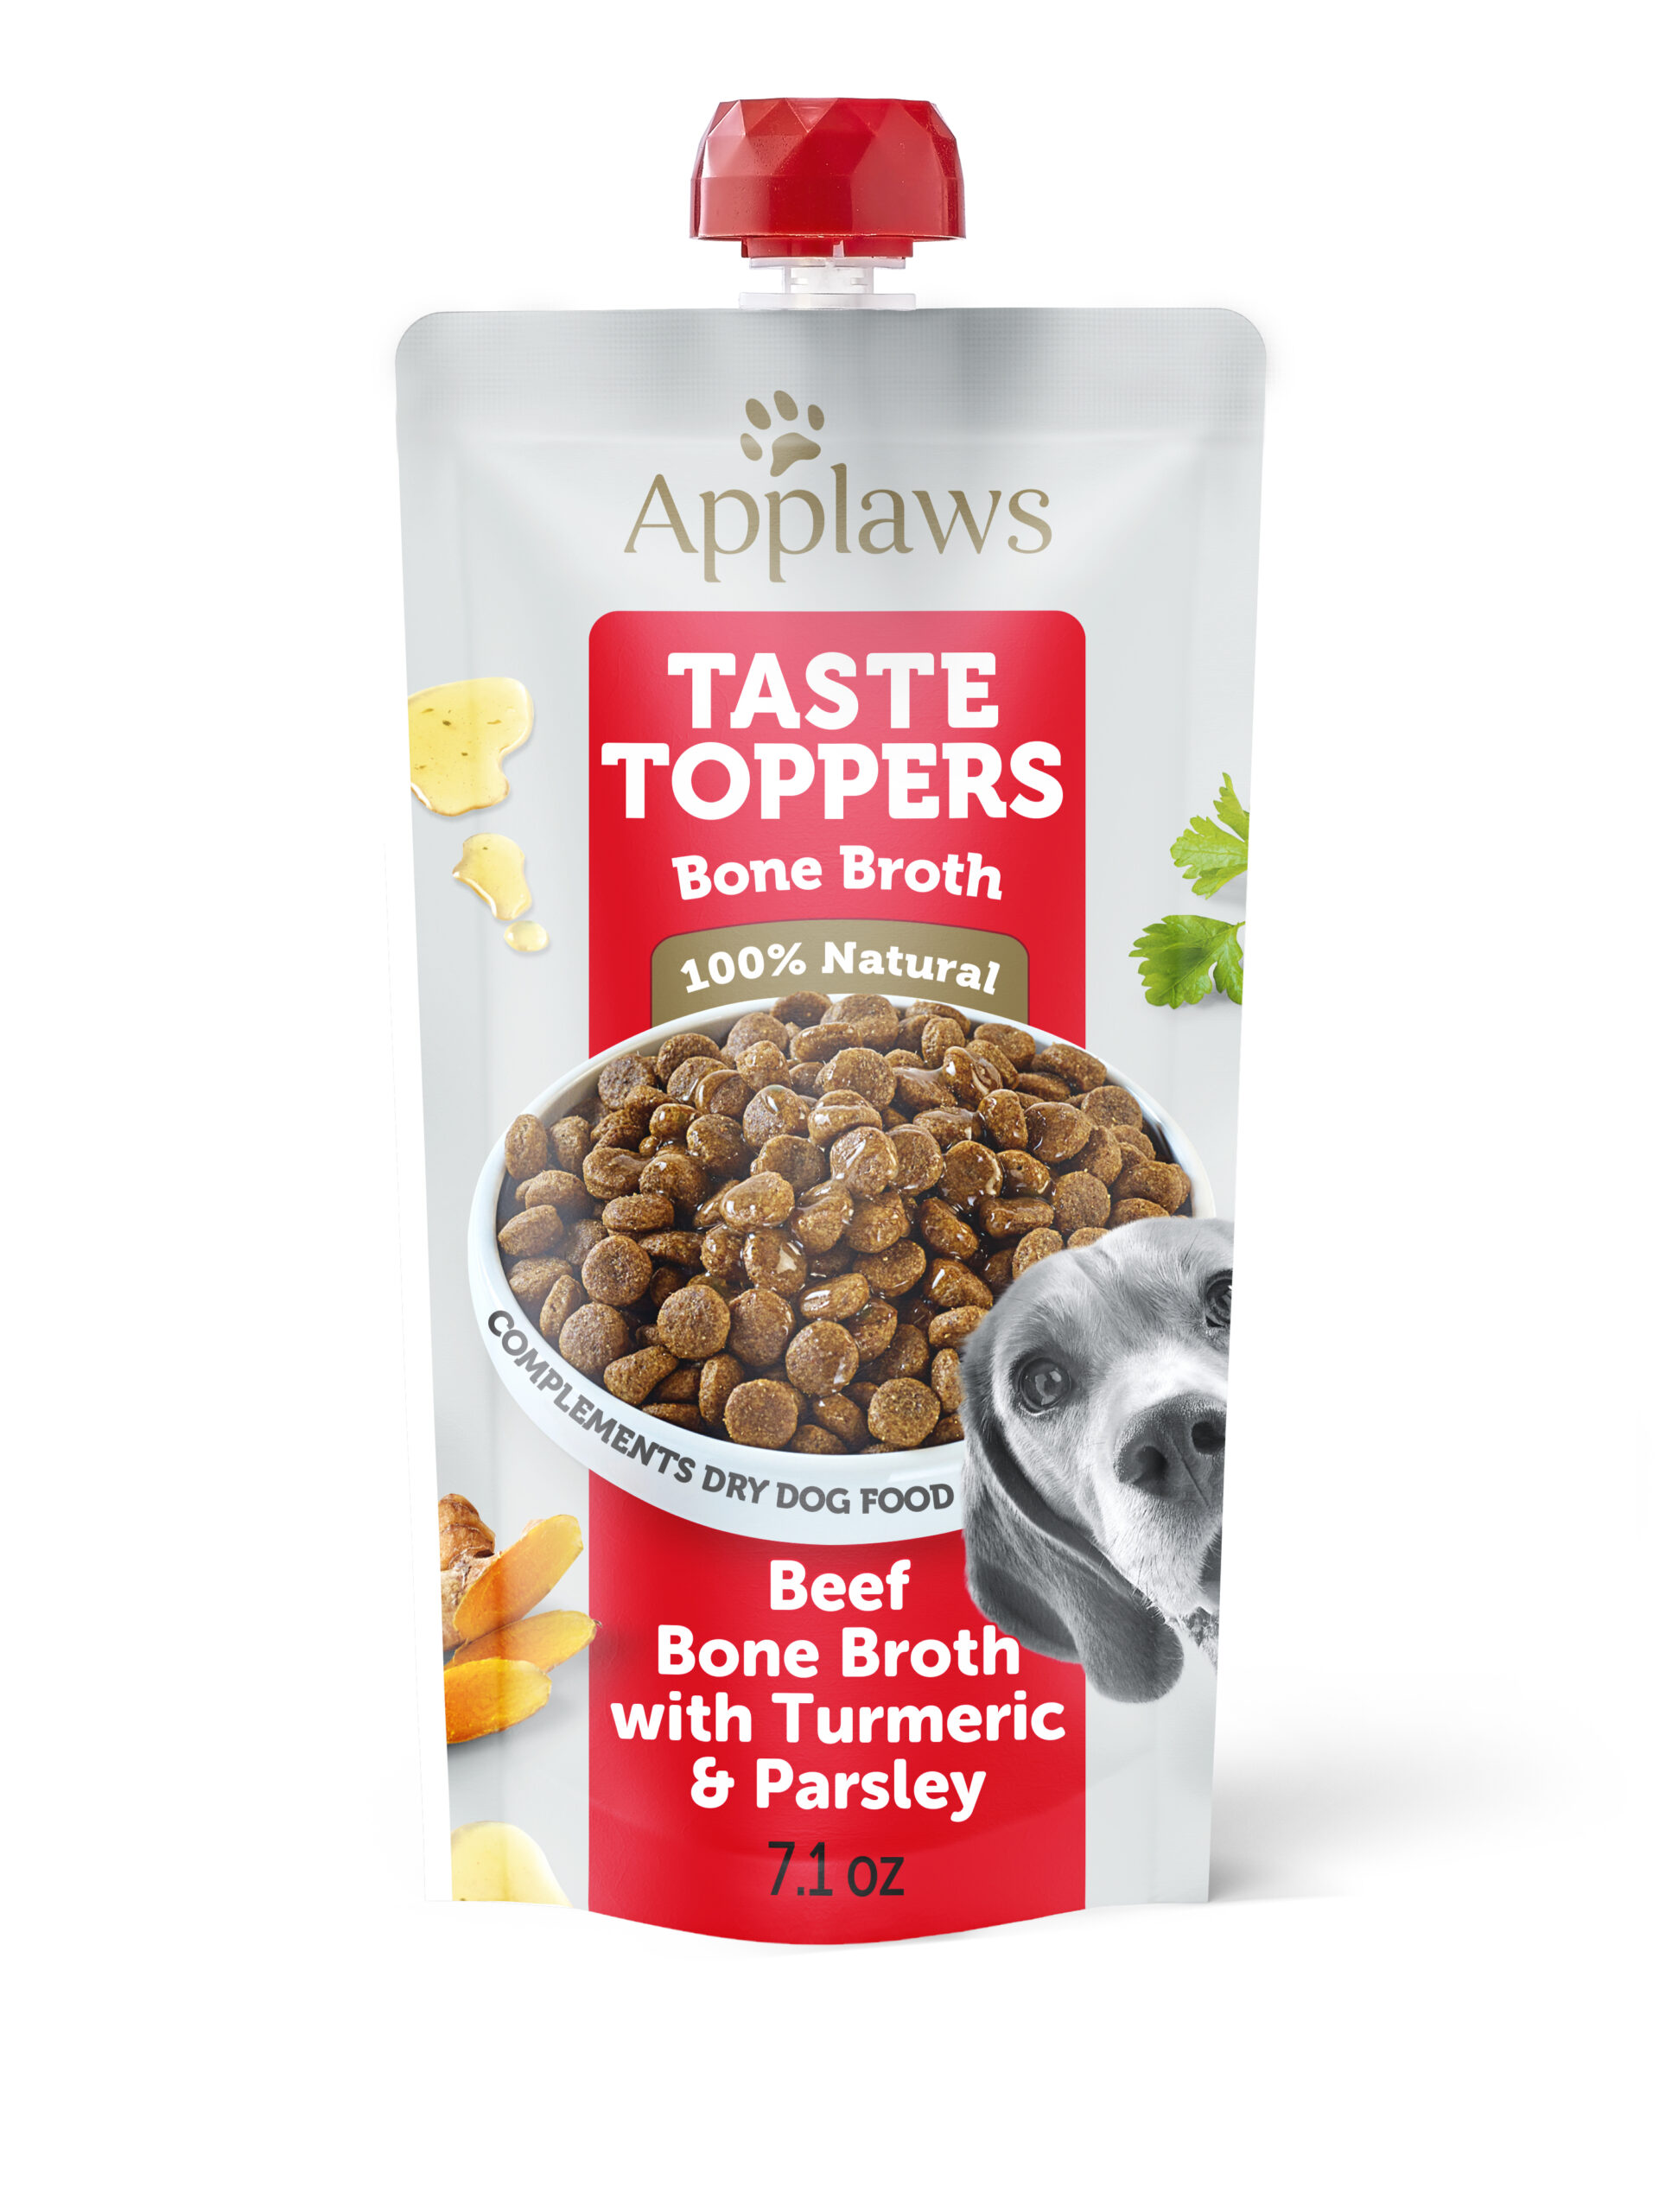 Applaws
TASTE
TOPPERS
Bone Broth
100% Natural
COMPLEMENTS DRY DOG FOOD
Beef
Bone Broth
with Turmeric
& Parsley
7.1 oz